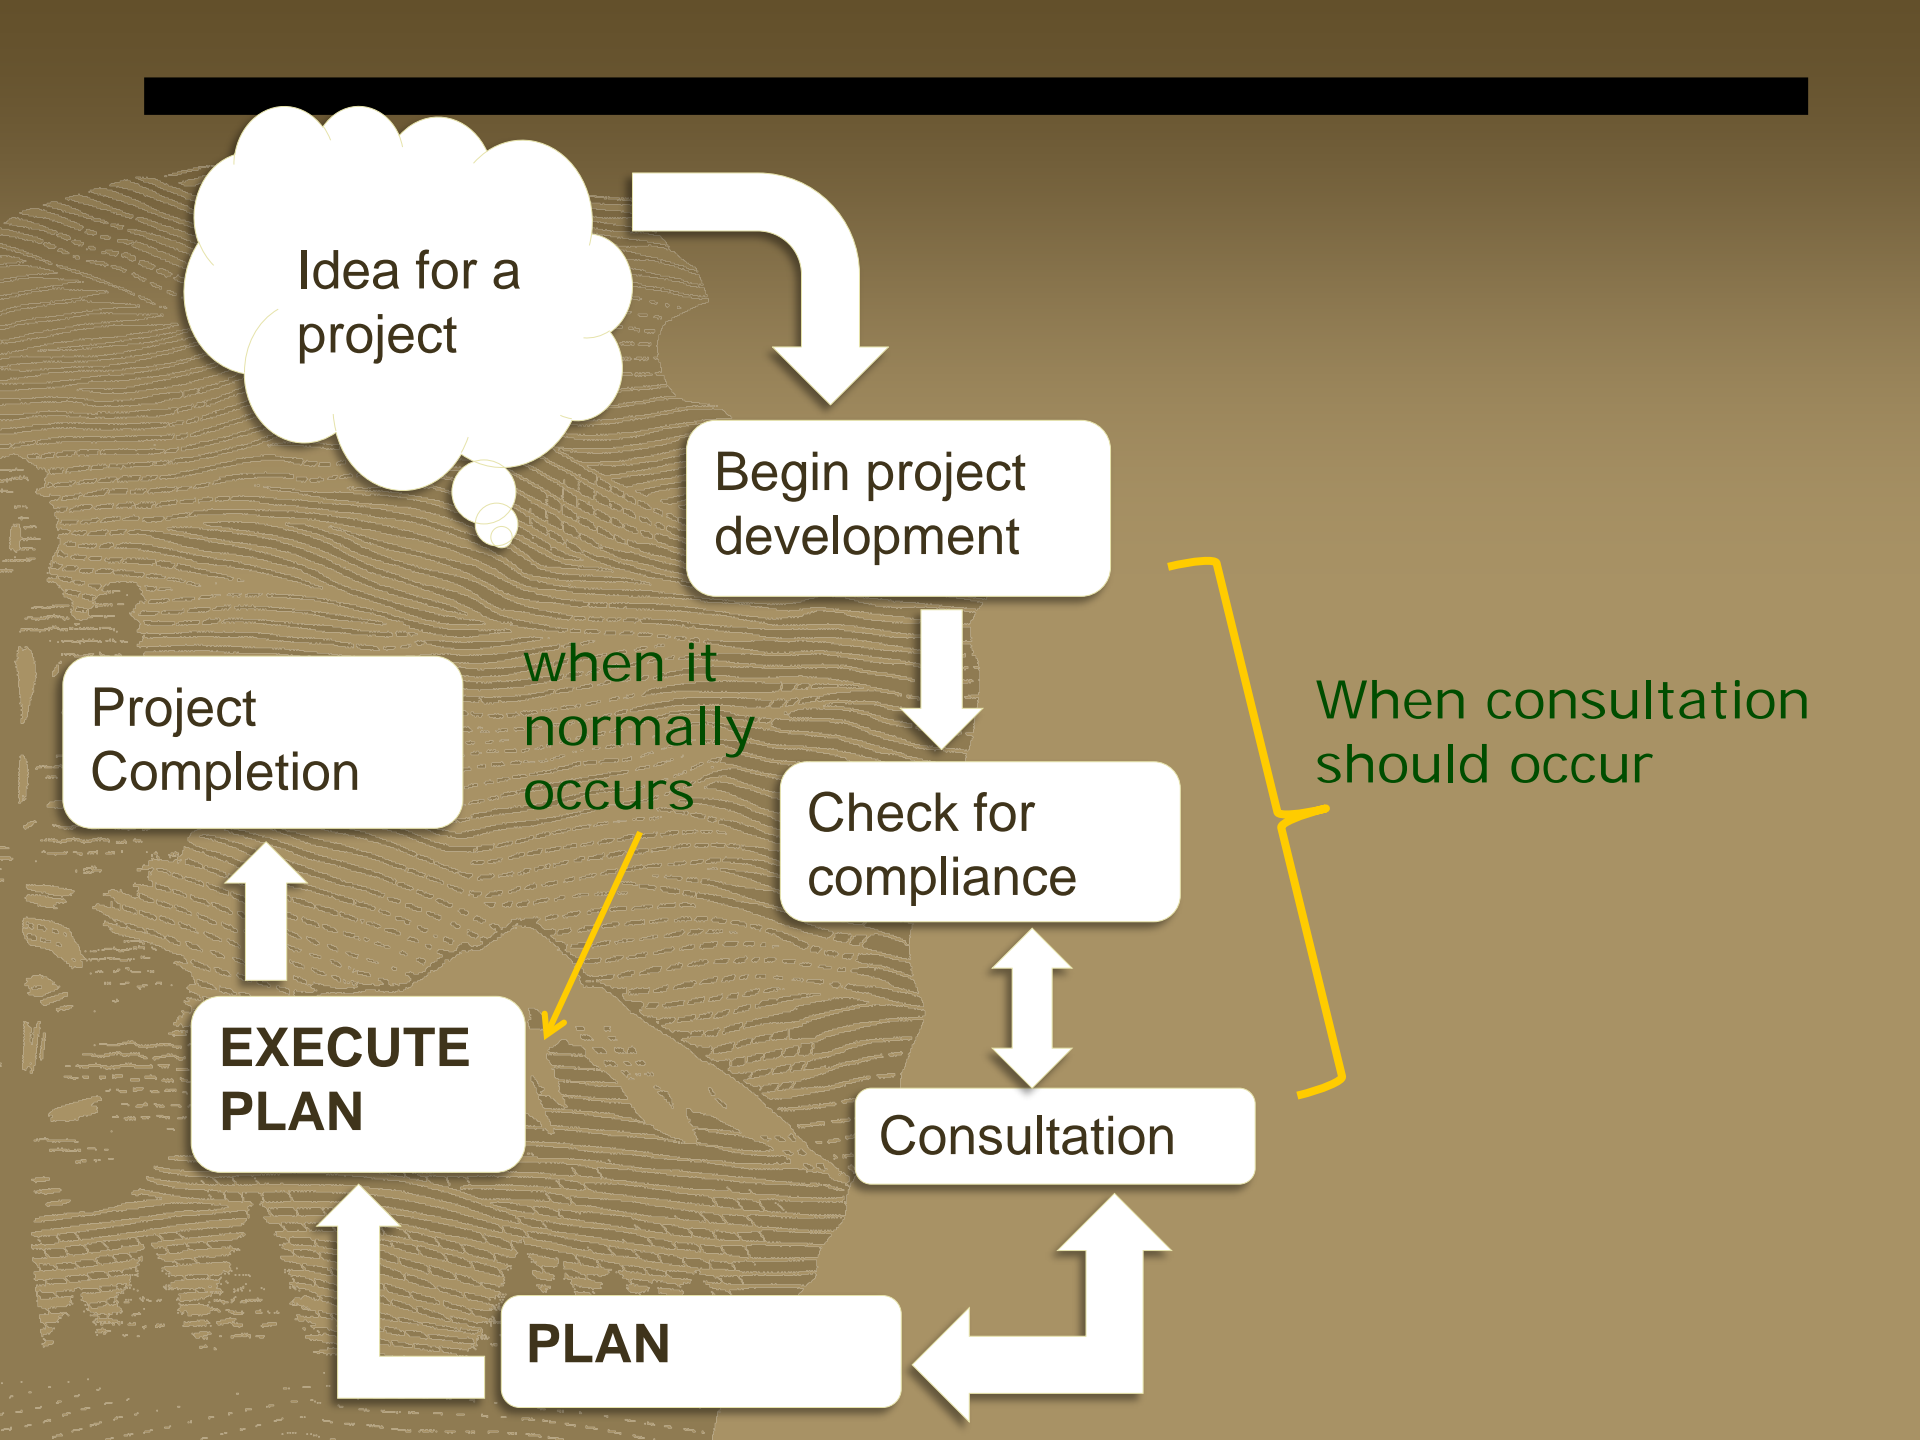 Idea for a
project
Begin project
development
when it
normally
occurs
When consultation
should occur
Project
Completion
Check for
compliance
EXECUTE
PLAN
Consultation
PLAN